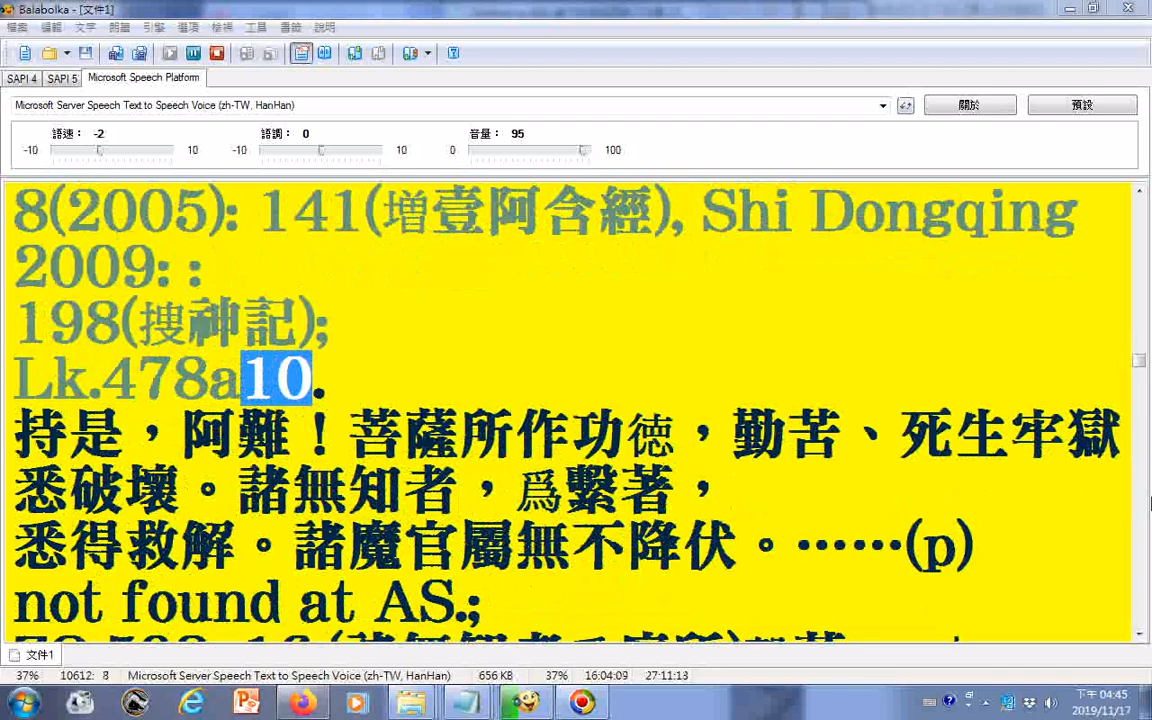 Balabolka - [文件1]
檔案 編輯 文字 朗讀 引擎 選項 檢視 工具 書籤 說明
SAPI 4 SAPI 5 Microsoft Speech Platform
Microsoft Server Speech Text to Speech Voice (zh-TW, HanHan) 關於 預設
語速： -2 語調： 0 音量： 95
-10 10 -10 10 0 100
8(2005): 141(增壹阿含經), Shi Dongqing
2009: :
198(搜神記);
Lk.478a10.
持是，阿難！菩薩所作功德，勤苦、死生牢獄
悉破壞。諸無知者，爲繫著，
悉得救解。諸魔官屬無不降伏。……(p)
not found at AS.;
文件1
37% 10612: 8 Microsoft Server Speech Text to Speech Voice (zh-TW, HanHan) 656 KB 37% 16:04:09 27:11:13
下午 04:45
2019/11/17